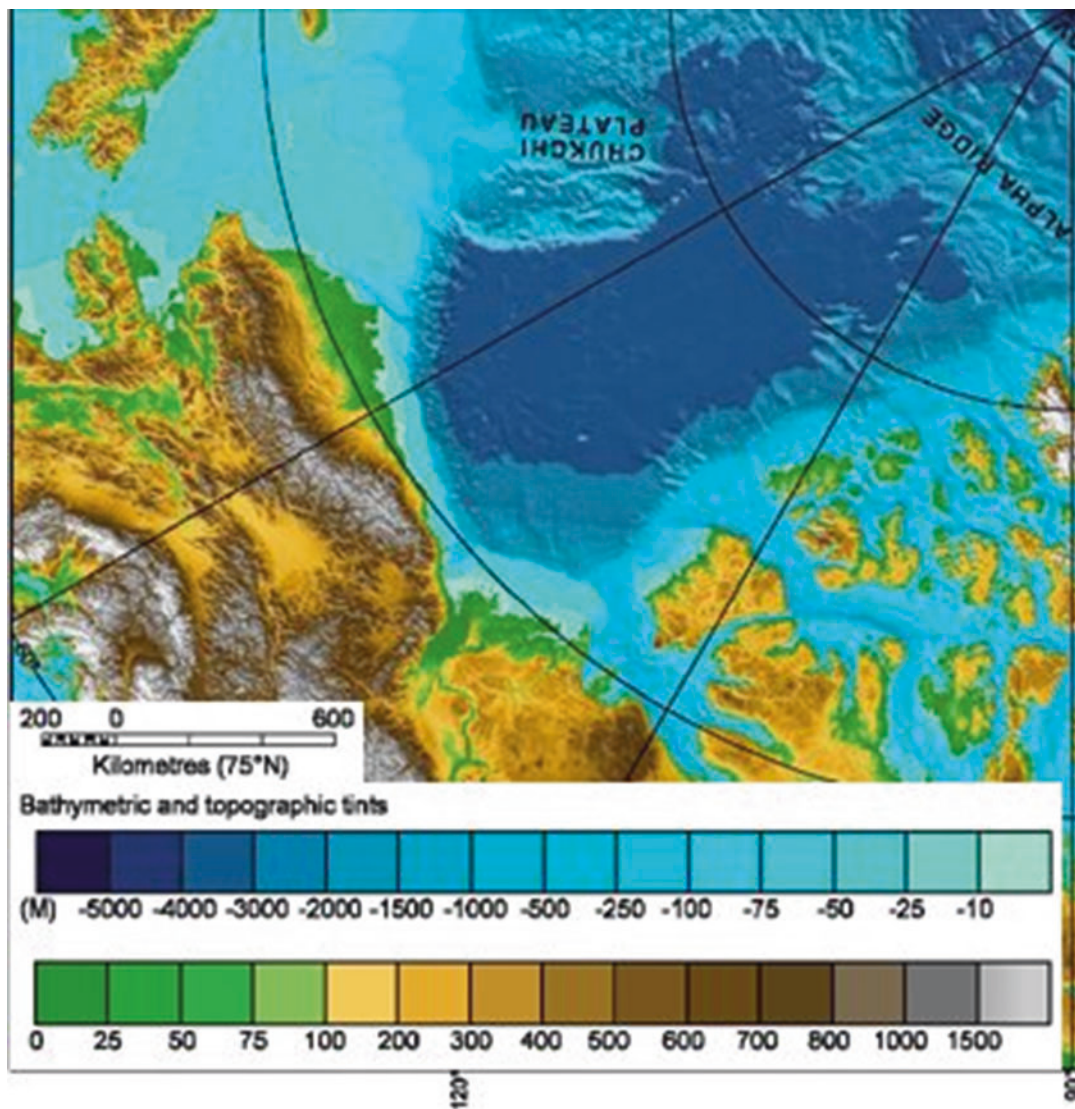 CHUKCHI
PLATEAU
ALPHA RIDGE
200 0 600
Kilometres (75°N)
Bathymetric and topographic tints
(M) -5000 -4000 -3000 -2000 -1500 -1000 -500 -250 -100 -75 -50 -25 -10
0 25 50 75 100 200 300 400 500 600 700 800 1000 1500
120°